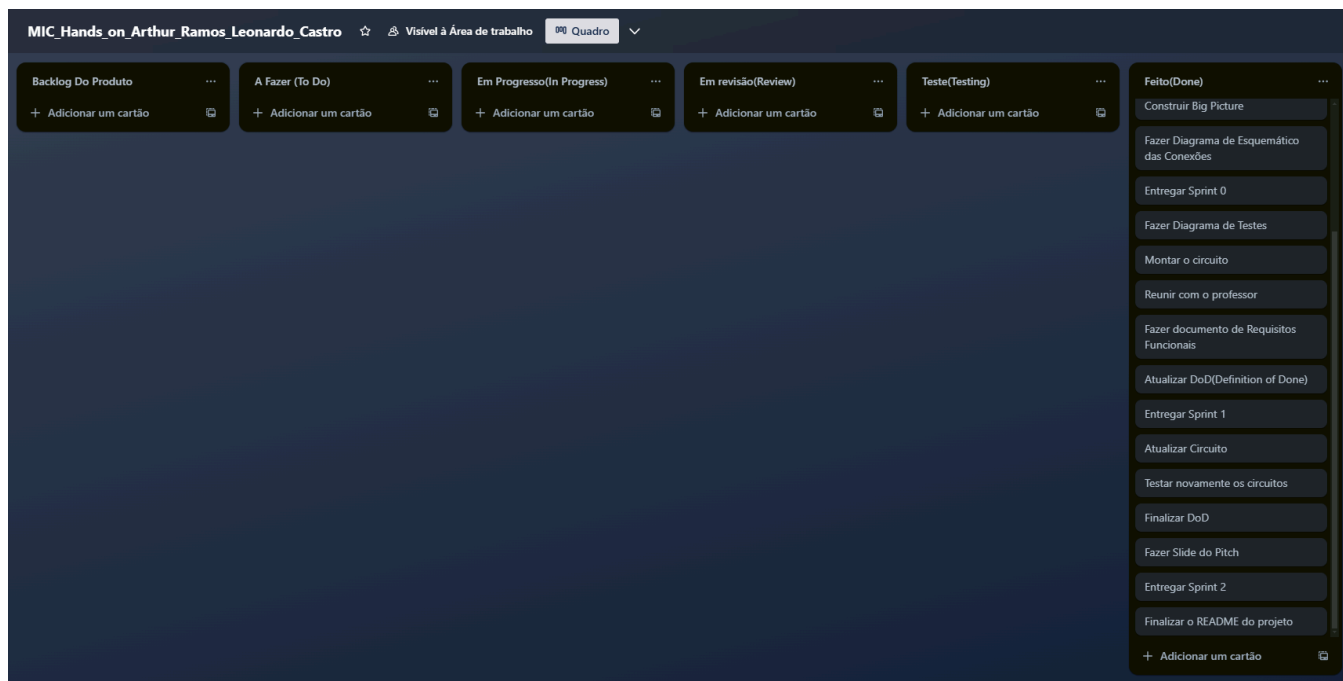 MIC_Hands_on_Arthur_Ramos_Leonardo_Castro
Visível à Área de trabalho
Quadro
Backlog Do Produto
Adicionar um cartão
A Fazer (To Do)
Adicionar um cartão
Em Progresso(In Progress)
Adicionar um cartão
Em revisão(Review)
Adicionar um cartão
Teste(Testing)
Adicionar um cartão
Feito(Done)
Construir Big Picture
Fazer Diagrama de Esquemático
das Conexões
Entregar Sprint 0
Fazer Diagrama de Testes
Montar o circuito
Reunir com o professor
Fazer documento de Requisitos
Funcionais
Atualizar DoD(Definition of Done)
Entregar Sprint 1
Atualizar Circuito
Testar novamente os circuitos
Finalizar DoD
Fazer Slide do Pitch
Entregar Sprint 2
Finalizar o README do projeto
Adicionar um cartão